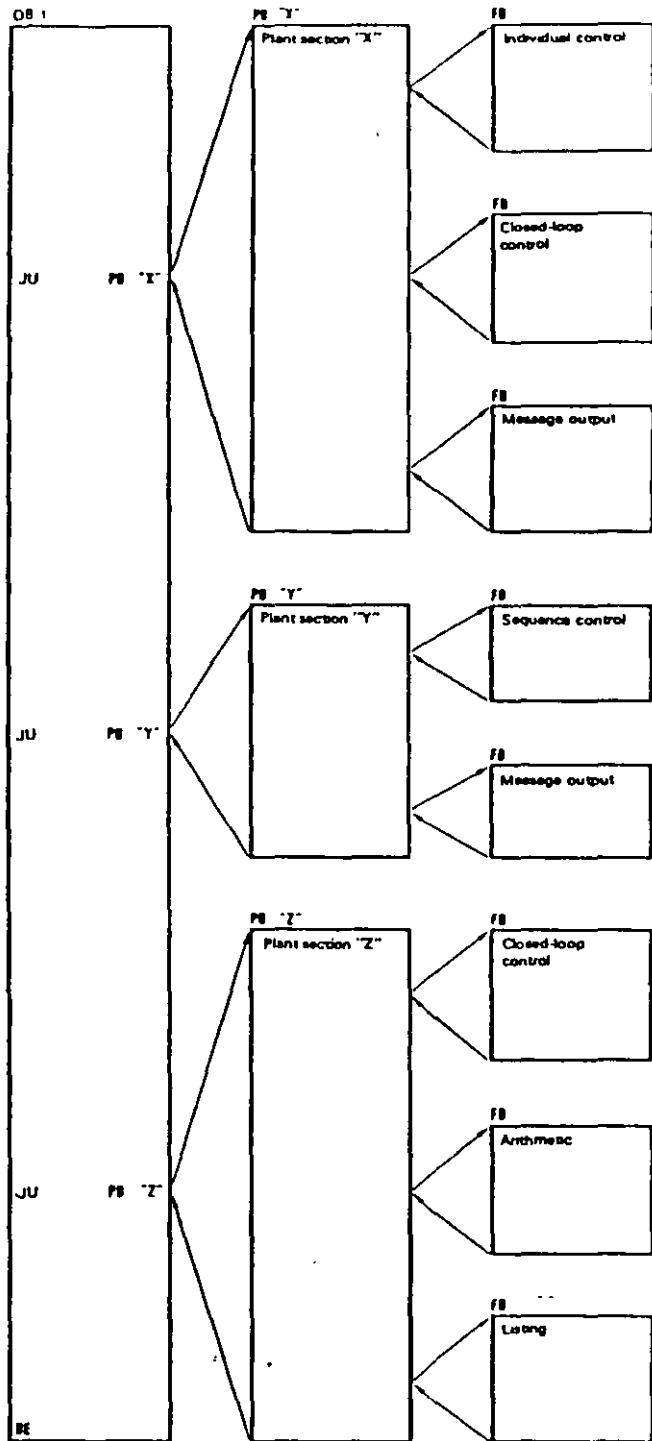 OB 1
PB "X"
FB
Plant section "X"
Individual control
FB
Closed-loop
control
JU PB "X"
FB
Message output
PB "Y"
FB
Plant section "Y"
Sequence control
JU PB "Y"
FB
Message output
PB "Z"
FB
Plant section "Z"
Closed-loop
control
FB
Arithmetic
JU PB "Z"
FB
Listing
BE